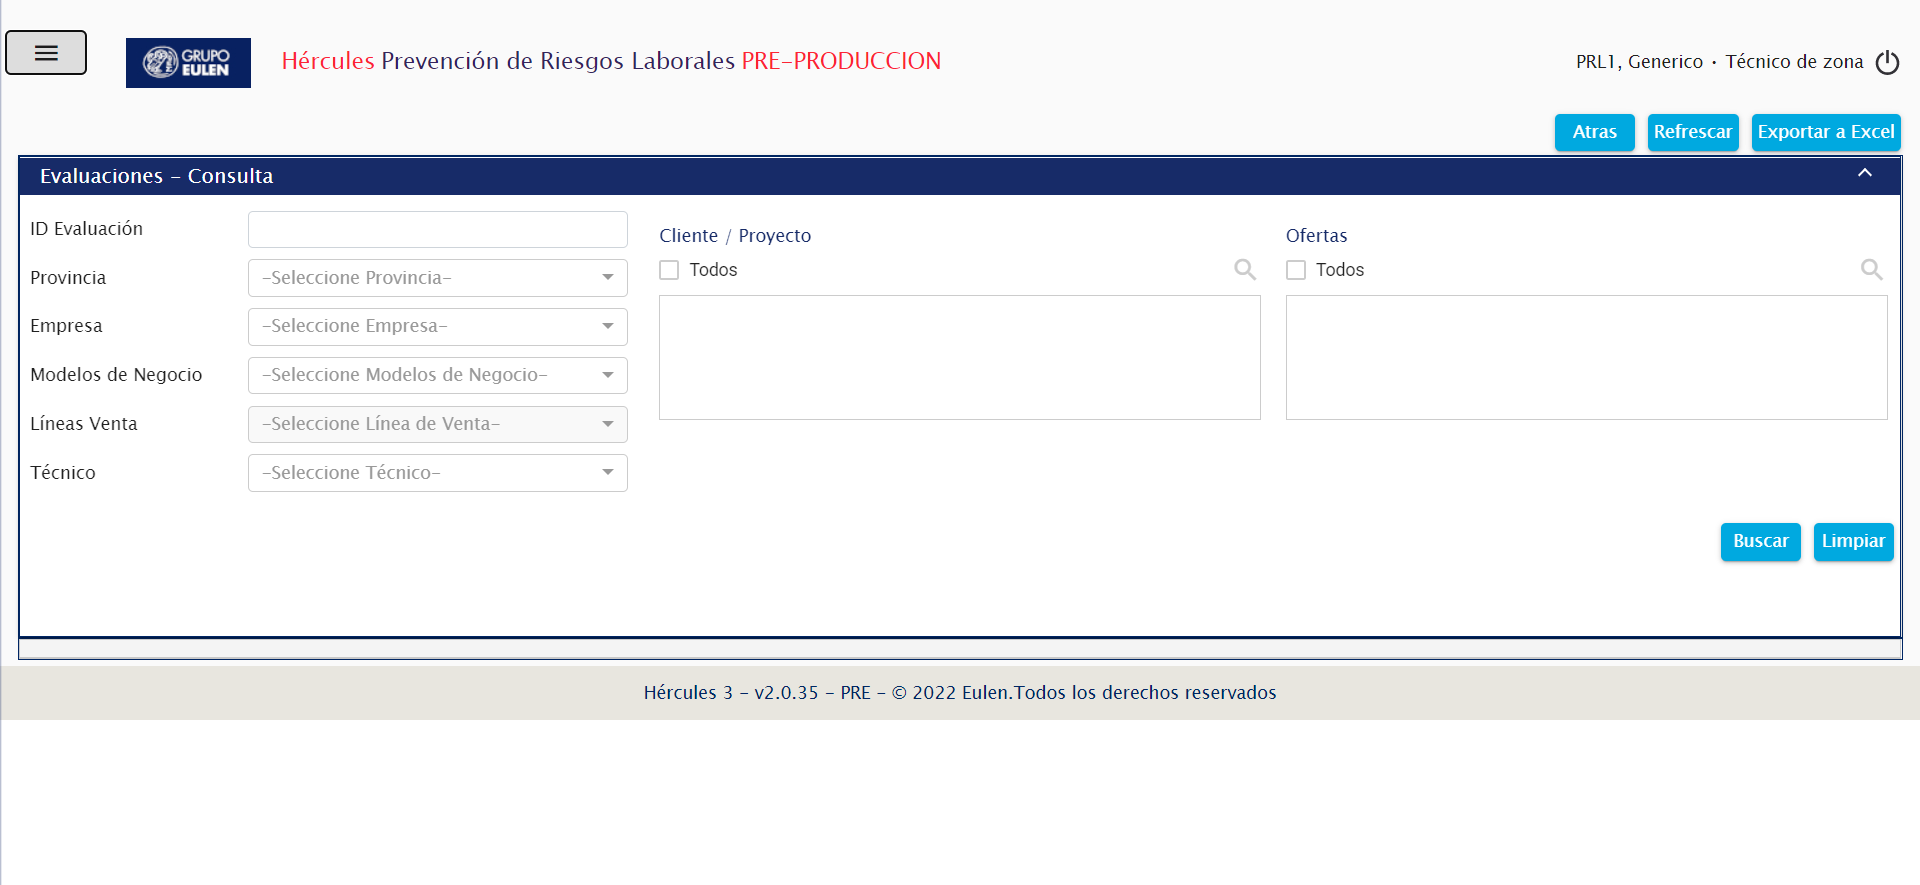 GRUPO
EULEN
Hércules Prevención de Riesgos Laborales PRE-PRODUCCION
PRL1, Generico · Técnico de zona
Atras
Refrescar
Exportar a Excel
Evaluaciones - Consulta
ID Evaluación
Provincia
-Seleccione Provincia-
Empresa
-Seleccione Empresa-
Modelos de Negocio
-Seleccione Modelos de Negocio-
Líneas Venta
-Seleccione Línea de Venta-
Técnico
-Seleccione Técnico-
Cliente / Proyecto
Todos
Ofertas
Todos
Buscar
Limpiar
Hércules 3 - v2.0.35 - PRE - © 2022 Eulen.Todos los derechos reservados